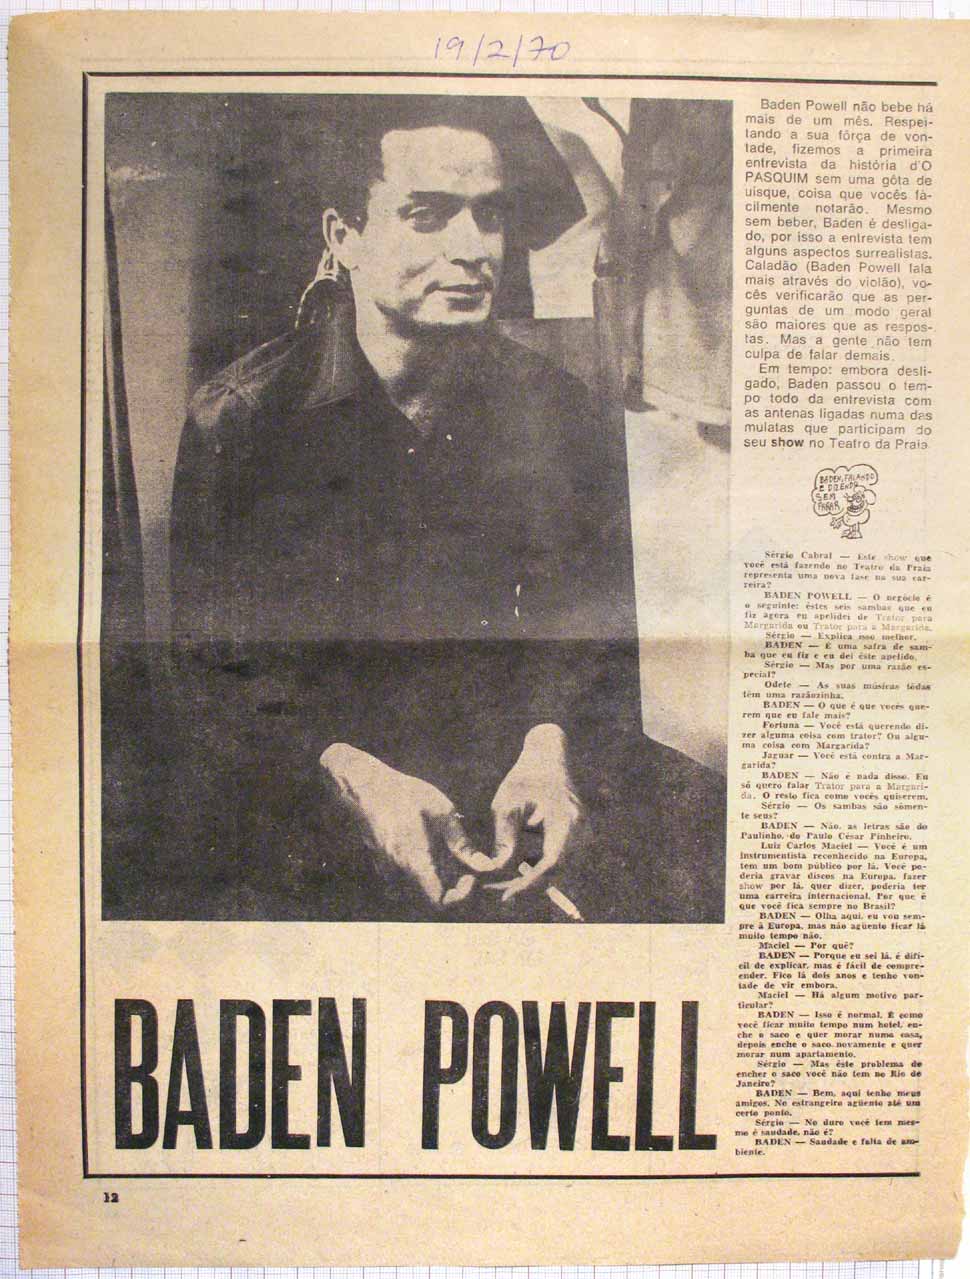 19/2/70
Baden Powell não bebe há
mais de um mês. Respei-
tando a sua fôrça de von-
tade, fizemos a primeira
entrevista da história d'O
PASQUIM sem uma gôta de
uisque, coisa que vocês fà-
cilmente notarão. Mesmo
sem beber, Baden é desliga-
do, por isso a entrevista tem
alguns aspectos surrealistas.
Caladão (Baden Powell fala
mais através do violão), vo-
cês verificarão que as per-
guntas de um modo geral
são maiores que as respos-
tas. Mas a gente não tem
culpa de falar demais.
Em tempo: embora desli-
gado, Baden passou o tem-
po todo da entrevista com
as antenas ligadas numa das
mulatas que participam do
seu show no Teatro da Praia
BADEN, FALANDO
E DIZENDO
SEM
PARAR
Sérgio Cabral — Este show que
você está fazendo no Teatro da Praia
representa uma nova fase na sua car-
reira?
BADEN POWELL — O negócio é
o seguinte: êstes seis sambas que eu
fiz agora eu apelidei de Trator para
Margarida ou Trator para a Margarida.
Sérgio — Explica isso melhor.
BADEN — É uma safra de sam-
ba que eu fiz e eu dei êste apelido.
Sérgio — Mas por uma razão es-
pecial?
Odete — As suas músicas tôdas
têm uma razãozinha.
BADEN — O que é que vocês que-
rem que eu fale mais?
Fortuna — Você está querendo di-
zer alguma coisa com trator? Ou algu-
ma coisa com Margarida?
Jaguar — Você está contra a Mar-
garida?
BADEN — Não é nada disso. Eu
só quero falar Trator para a Margari-
da. O resto fica como vocês quiserem.
Sérgio — Os sambas são sòmen-
te seus?
BADEN — Não, as letras são do
Paulinho, do Paulo César Pinheiro.
Luiz Carlos Maciel — Você é um
instrumentista reconhecido na Europa,
tem um bom público por lá. Você po-
deria gravar discos na Europa, fazer
show por lá, quer dizer, poderia ter
uma carreira internacional. Por que é
que você fica sempre no Brasil?
BADEN — Olha aqui, eu vou sem-
pre à Europa, mas não agüento ficar lá
muito tempo não.
Maciel — Por quê?
BADEN — Porque eu sei lá, é difí-
cil de explicar, mas é fácil de compre-
ender. Fico lá dois anos e tenho von-
tade de vir embora.
Maciel — Há algum motivo par-
ticular?
BADEN — Isso é normal. É como
você ficar muito tempo num hotel, en-
che o saco e quer morar numa casa,
depois enche o saco novamente e quer
morar num apartamento.
Sérgio — Mas êste problema de
encher o saco você não tem no Rio de
Janeiro?
BADEN — Bem, aqui tenho meus
amigos. No estrangeiro agüento até um
certo ponto.
Sérgio — No duro você tem mes-
mo é saudade, não é?
BADEN — Saudade e falta de am-
biente.
BADEN POWELL
12